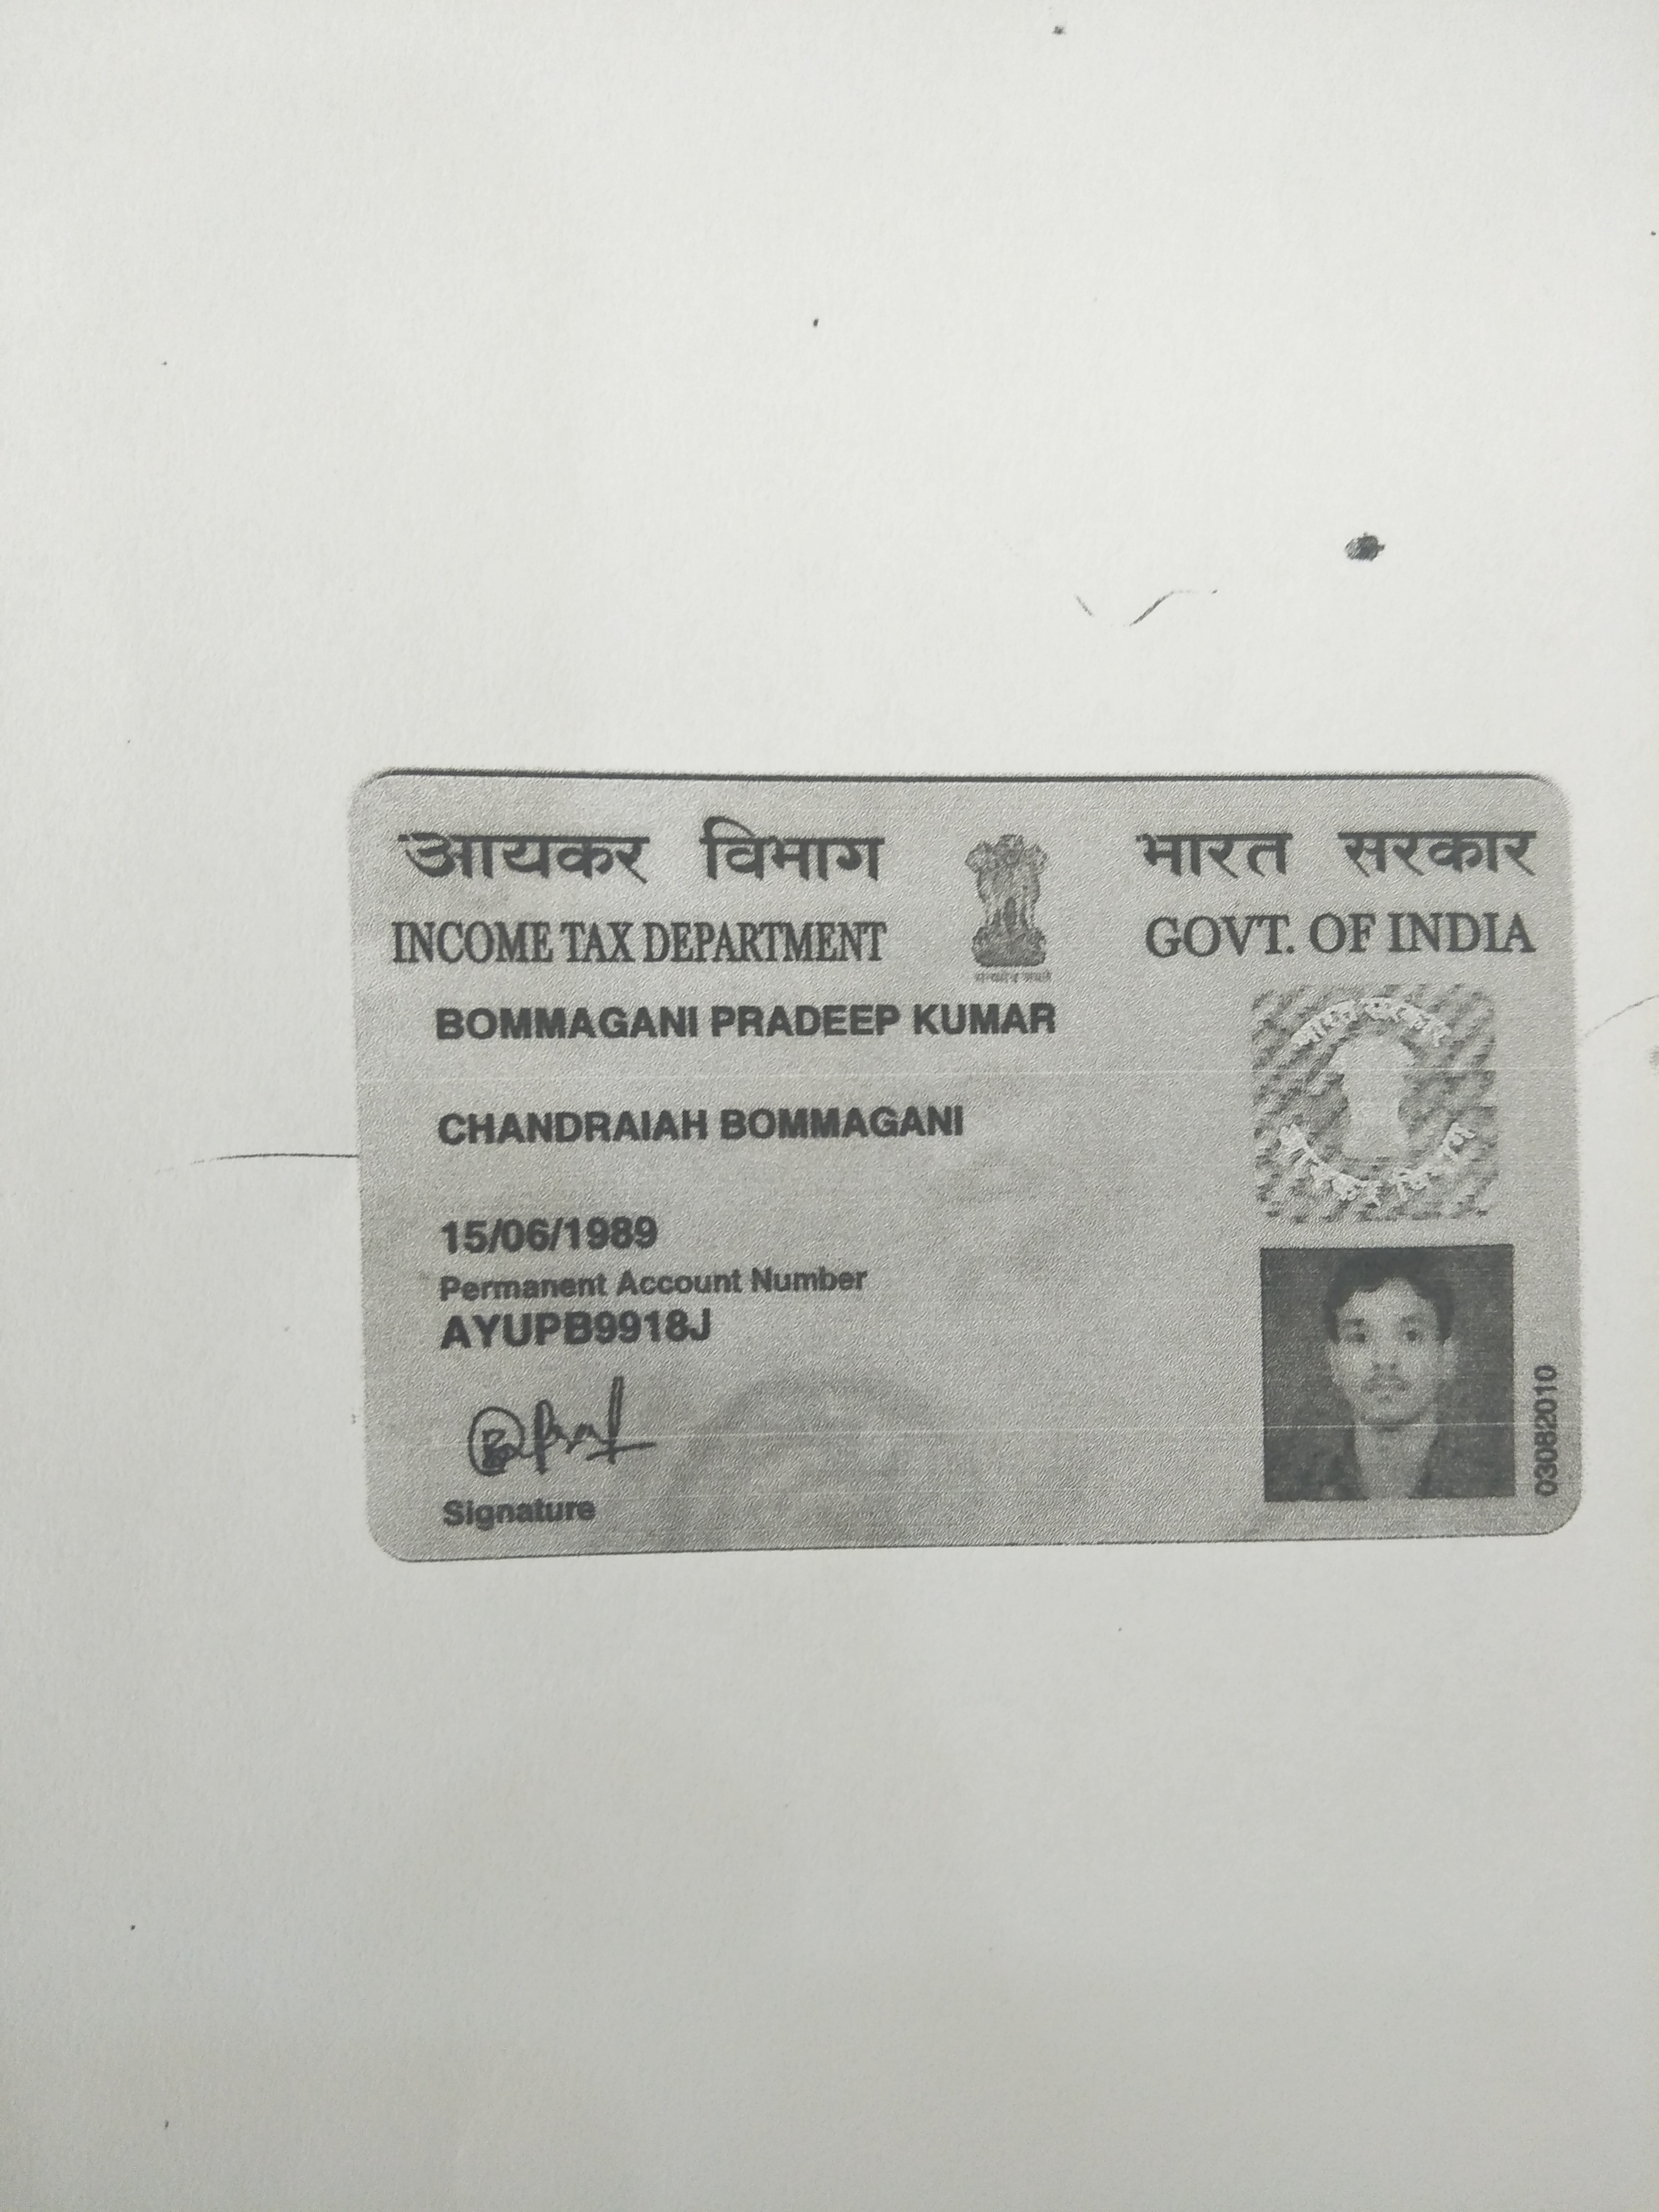 आयकर विभाग
INCOME TAX DEPARTMENT
भारत सरकार
GOVT. OF INDIA
BOMMAGANI PRADEEP KUMAR
CHANDRAIAH BOMMAGANI
15/06/1989
Permanent Account Number
AYUPB9918J
Signature
03082010